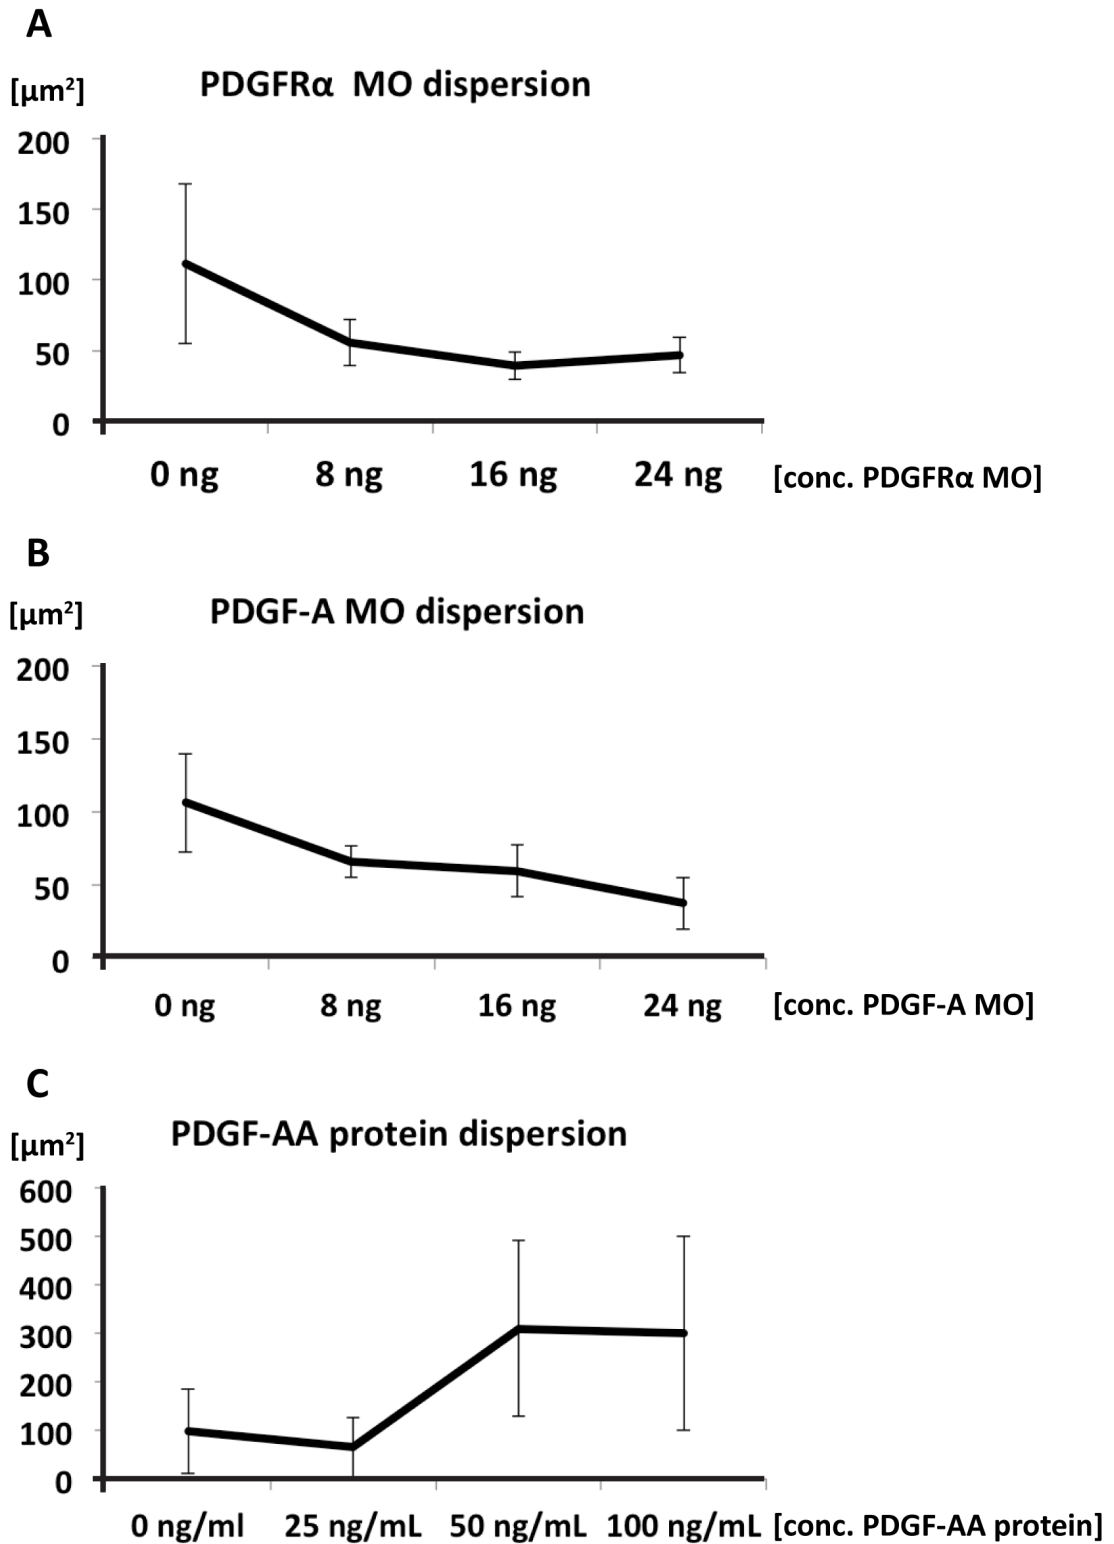 A
[μm²]
PDGFRα MO dispersion
200
150
100
50
0
0 ng 8 ng 16 ng 24 ng [conc. PDGFRα MO]
B
[μm²]
PDGF-A MO dispersion
200
150
100
50
0
0 ng 8 ng 16 ng 24 ng [conc. PDGF-A MO]
C
[μm²]
PDGF-AA protein dispersion
600
500
400
300
200
100
0
0 ng/ml 25 ng/mL 50 ng/mL 100 ng/mL [conc. PDGF-AA protein]